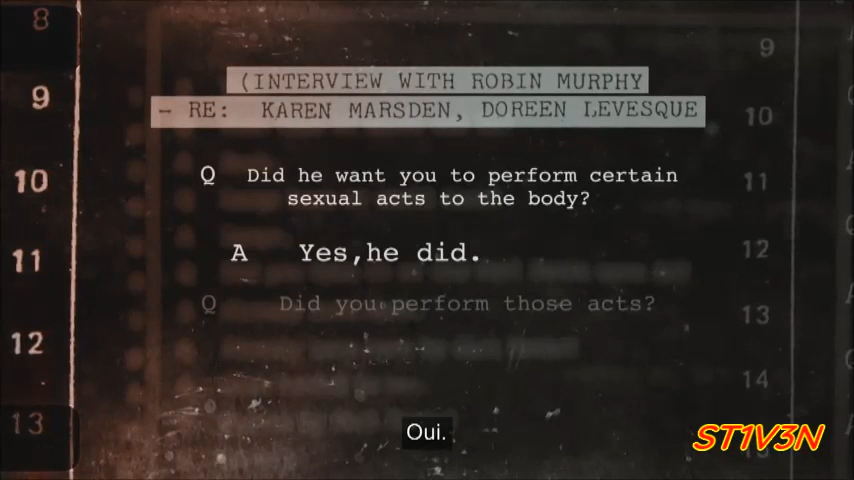 8
9
10
11
12
13
(INTERVIEW WITH ROBIN MURPHY
- RE: KAREN MARSDEN, DOREEN LEVESQUE
Q Did he want you to perform certain
sexual acts to the body?
A Yes,he did.
Q Did you perform those acts?
9
10
11
12
13
14
Oui.
ST1V3N